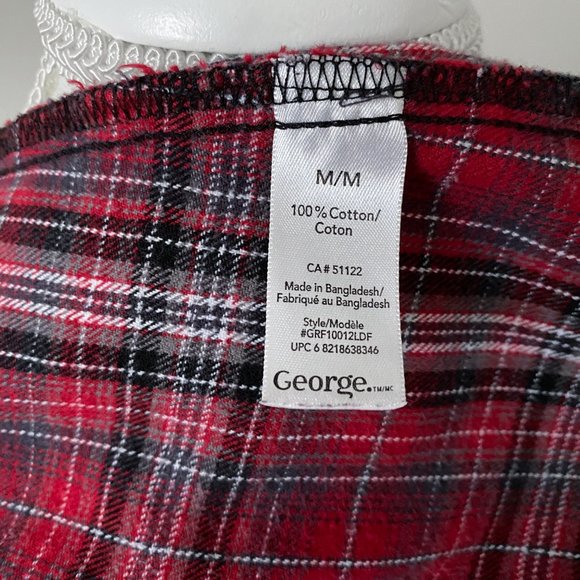 M/M
100% Cotton/
Coton
CA# 51122
Made in Bangladesh/
Fabriqué au Bangladesh
Style/Modèle
#GRF10012LDF
UPC 6 8218638346
George.TM/MC